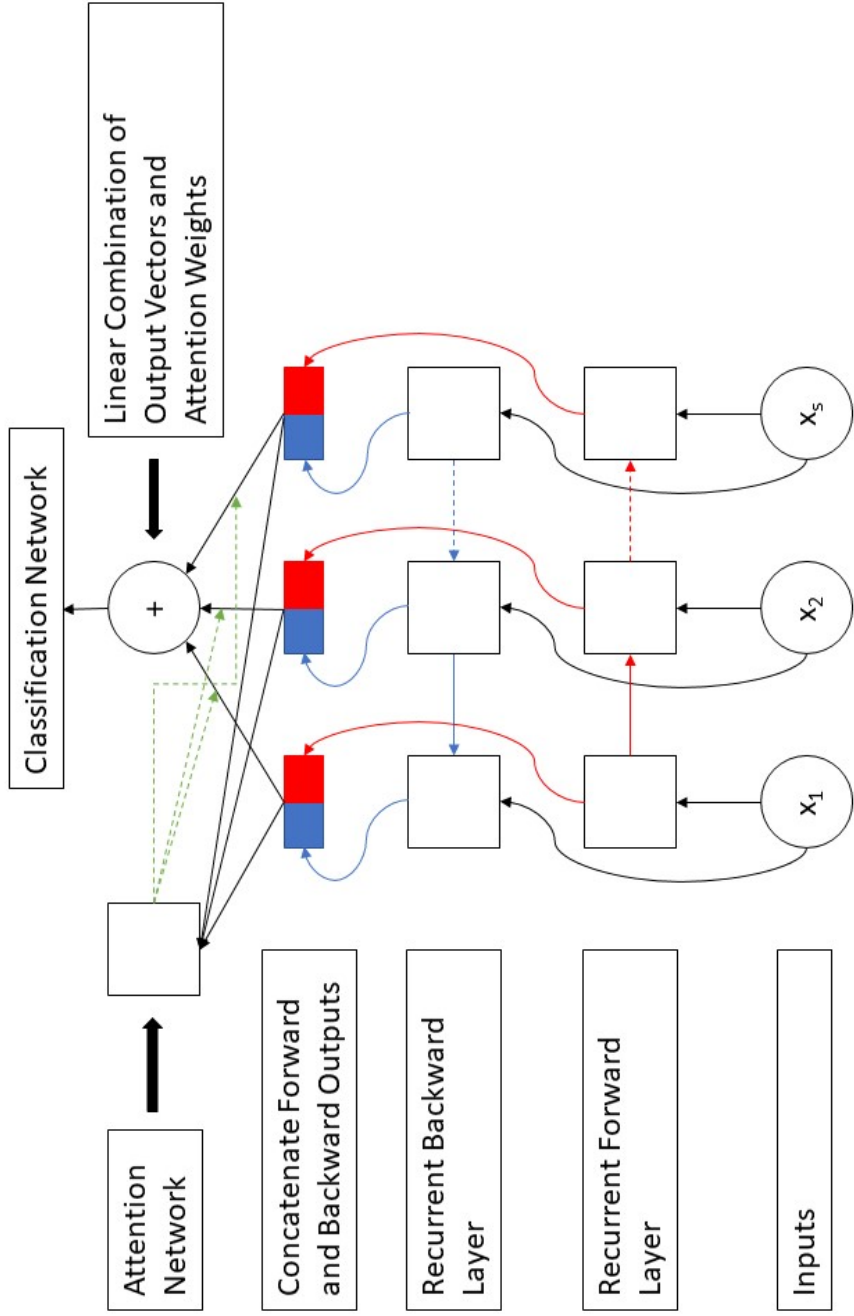 Classification Network
Linear Combination of
Output Vectors and
Attention Weights
Attention
Network
+
Concatenate Forward
and Backward Outputs
Recurrent Backward
Layer
Recurrent Forward
Layer
Inputs
x₁
x₂
xₛ